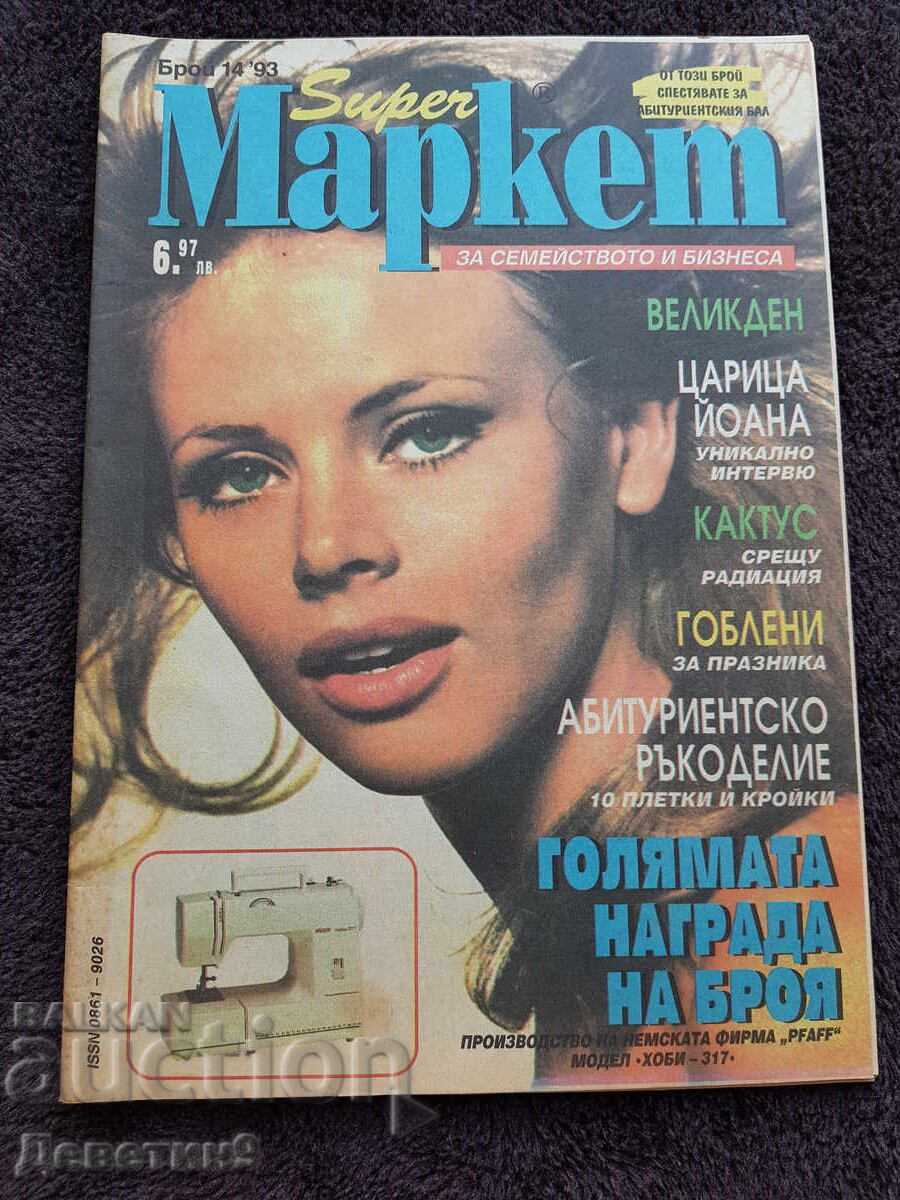 Брой 14'93
Super
Маркет ®
ОТ ТОЗИ БРОЙ
СПЕСТЯВАТЕ ЗА
АБИТУРИЕНТСКИЯ БАЛ
6.97 ЛВ.
ЗА СЕМЕЙСТВОТО И БИЗНЕСА
ВЕЛИКДЕН
ЦАРИЦА
ЙОАНА
УНИКАЛНО
ИНТЕРВЮ
КАКТУС
СРЕЩУ
РАДИАЦИЯ
ГОБЛЕНИ
ЗА ПРАЗНИКА
АБИТУРИЕНТСКО
РЪКОДЕЛИЕ
10 ПЛЕТКИ И КРОЙКИ
ГОЛЯМАТА
НАГРАДА
НА БРОЯ
ПРОИЗВОДСТВО НА НЕМСКАТА ФИРМА „PFAFF"
МОДЕЛ •ХОБИ – 317•
ISSN 0861 – 9026
BALKAN
auction
Деветин9